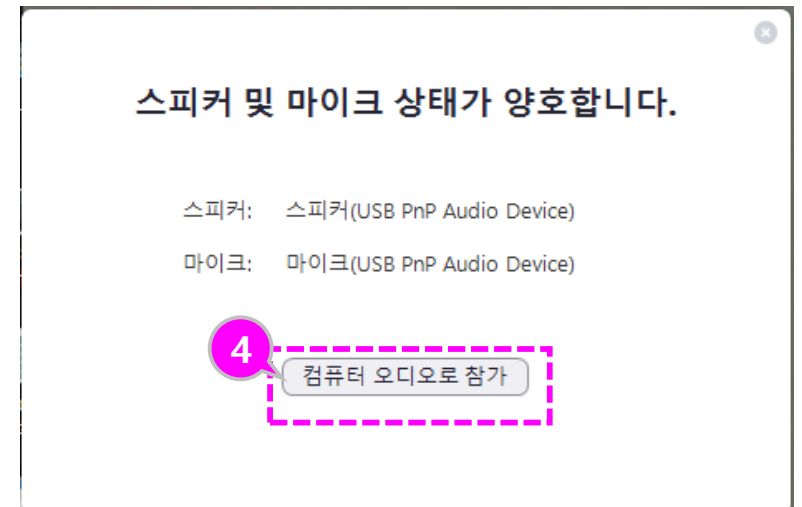 스피커 및 마이크 상태가 양호합니다.
스피커: 스피커(USB PnP Audio Device)
마이크: 마이크(USB PnP Audio Device)
4
컴퓨터 오디오로 참가